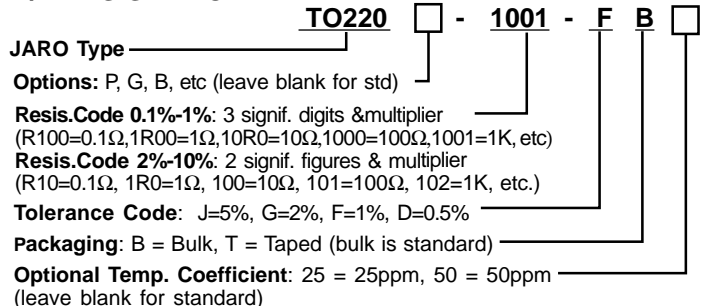 TO220 □ - 1001 - F B □
JARO Type
Options: P, G, B, etc (leave blank for std)
Resis.Code 0.1%-1%: 3 signif. digits &multiplier
(R100=0.1Ω,1R00=1Ω,10R0=10Ω,1000=100Ω,1001=1K, etc)
Resis.Code 2%-10%: 2 signif. figures & multiplier
(R10=0.1Ω, 1R0=1Ω, 100=10Ω, 101=100Ω, 102=1K, etc.)
Tolerance Code: J=5%, G=2%, F=1%, D=0.5%
Packaging: B = Bulk, T = Taped (bulk is standard)
Optional Temp. Coefficient: 25 = 25ppm, 50 = 50ppm
(leave blank for standard)